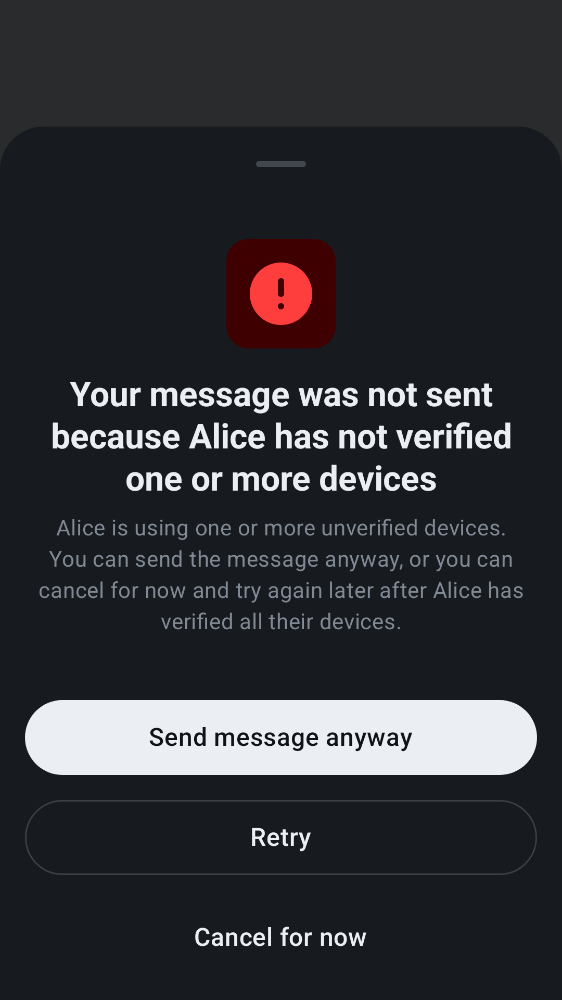 Your message was not sent
because Alice has not verified
one or more devices
Alice is using one or more unverified devices.
You can send the message anyway, or you can
cancel for now and try again later after Alice has
verified all their devices.
Send message anyway
Retry
Cancel for now